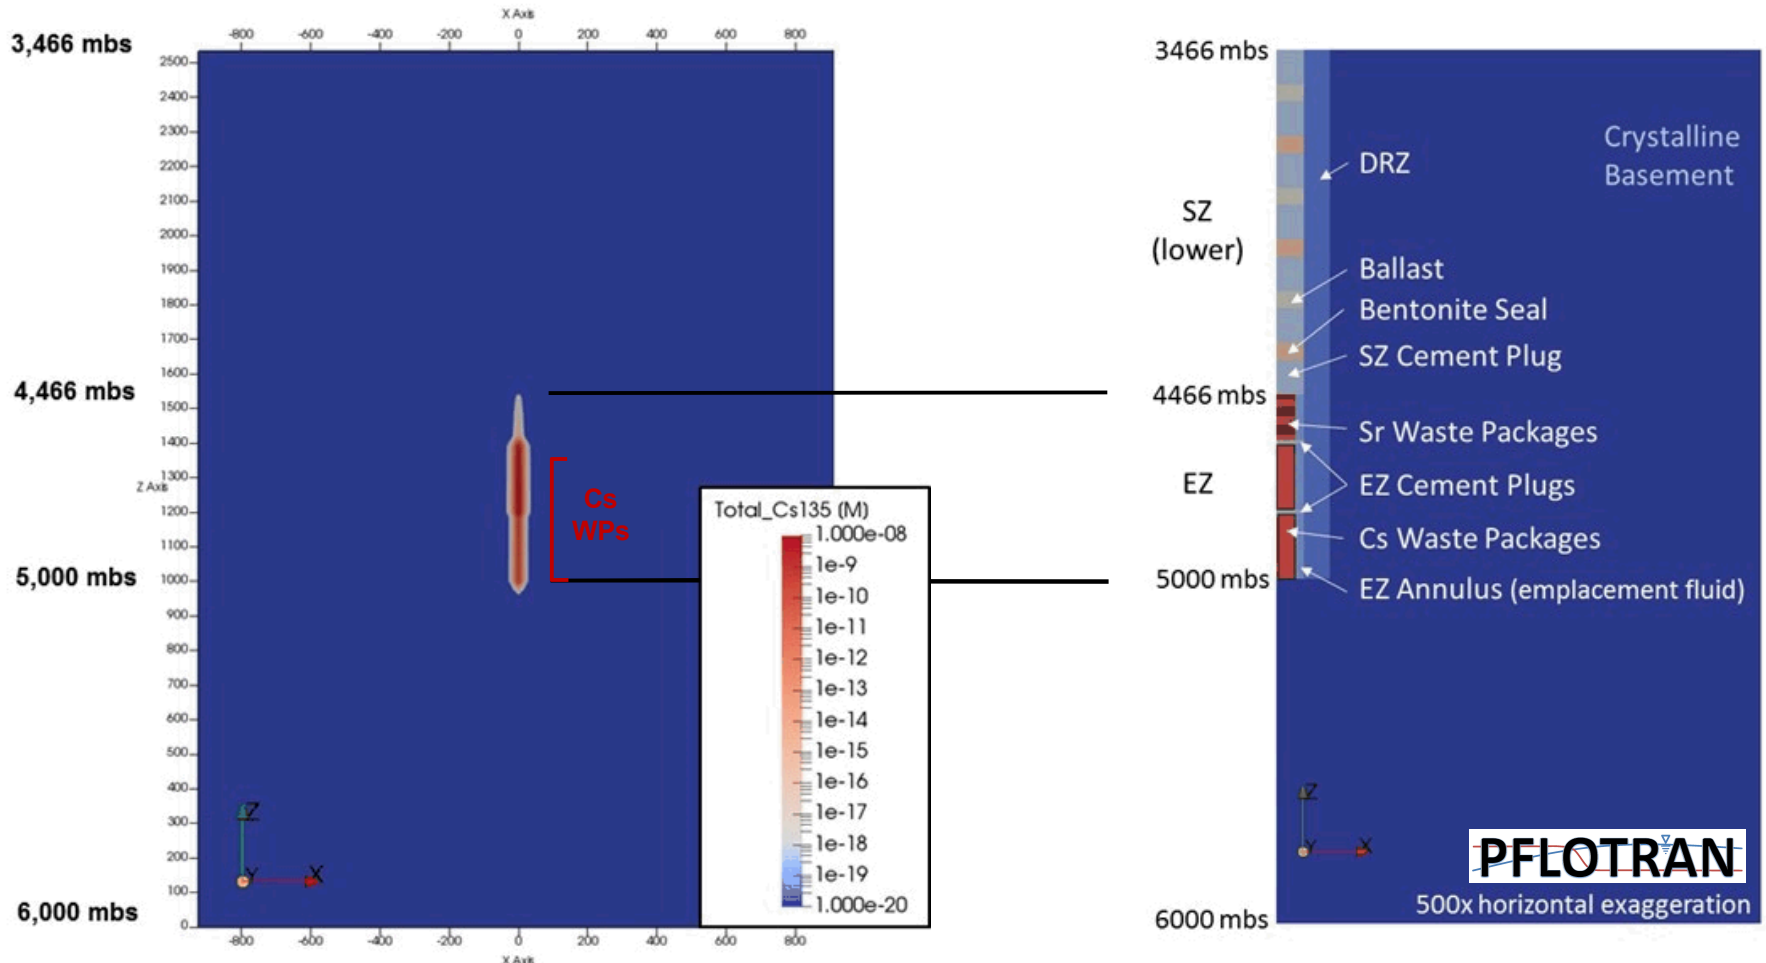 X Axis
-800 -600 -400 -200 0 200 400 600 800
3,466 mbs
2500
2400
2300
2200
2100
2000
1900
1800
1700
1600
4,466 mbs
1500
1400
1300
Z Axis
1200
1100
5,000 mbs
1000
900
800
700
600
500
400
300
200
100
6,000 mbs
0
-800 -600 -400 -200 0 200 400 600 800
X Axis
Cs
WPs
Z
Y
X
Total_Cs135 (M)
1.000e-08
1e-9
1e-10
1e-11
1e-12
1e-13
1e-14
1e-15
1e-16
1e-17
1e-18
1e-19
1.000e-20
3466 mbs
Crystalline
Basement
DRZ
SZ
(lower)
Ballast
Bentonite Seal
SZ Cement Plug
4466 mbs
Sr Waste Packages
EZ
EZ Cement Plugs
Cs Waste Packages
5000 mbs
EZ Annulus (emplacement fluid)
Z
Y
X
PFLOTRAN
500x horizontal exaggeration
6000 mbs